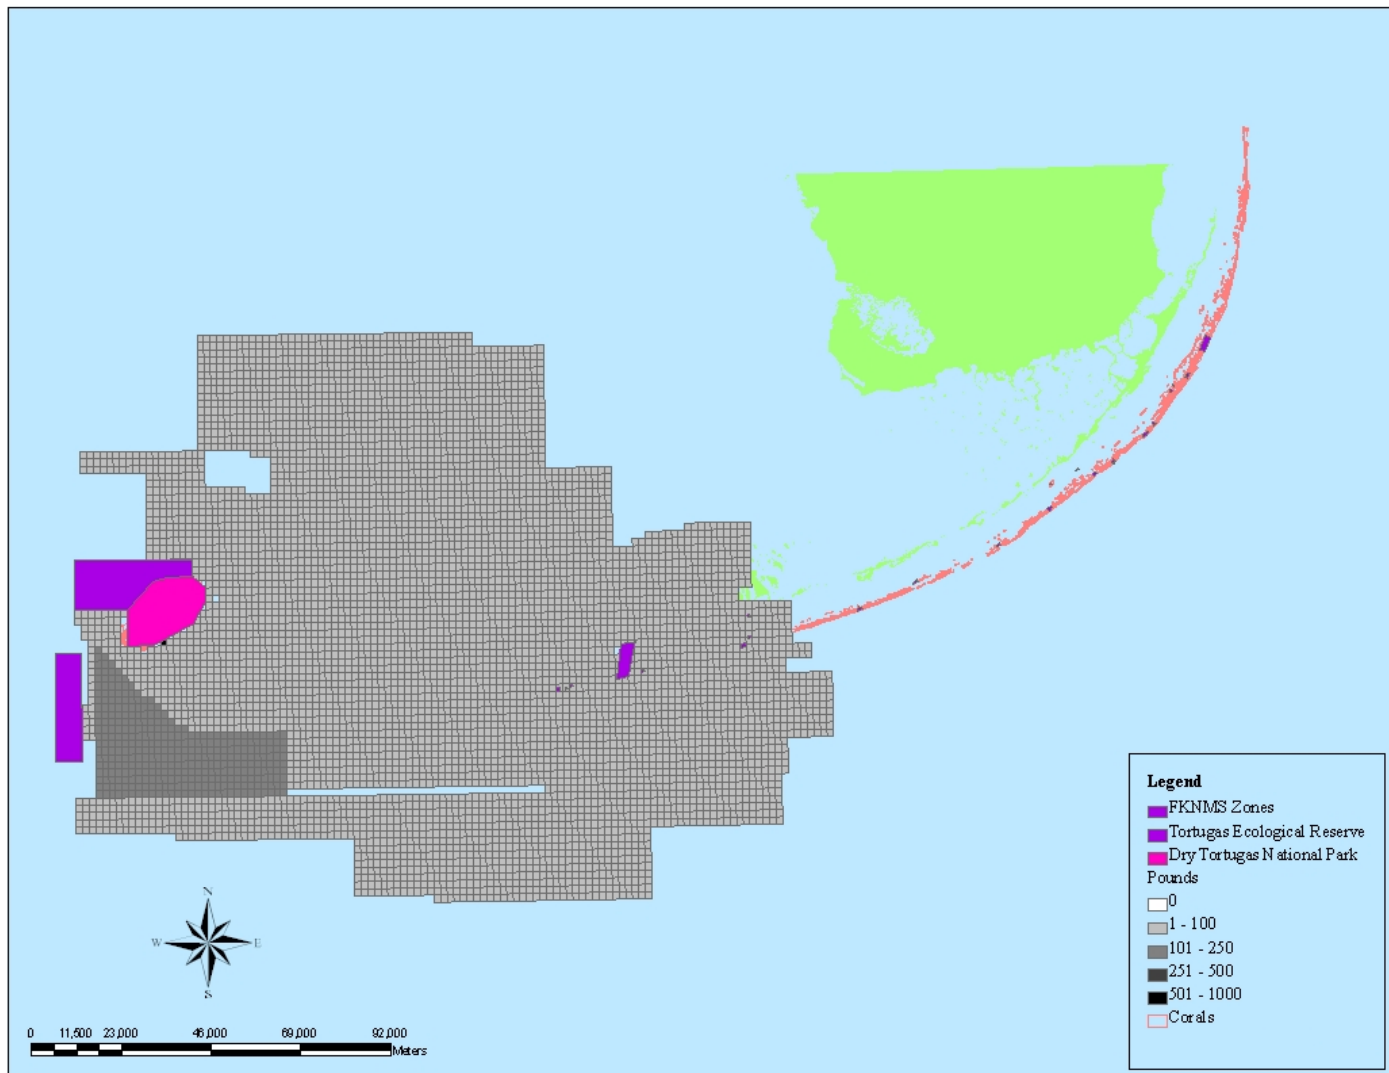 Legend
FKNMS Zones
Tortugas Ecological Reserve
Dry Tortugas National Park
Pounds
0
1 - 100
101 - 250
251 - 500
501 - 1000
Corals
N
W E
S
0 11,500 23,000 46,000 69,000 92,000
Meters